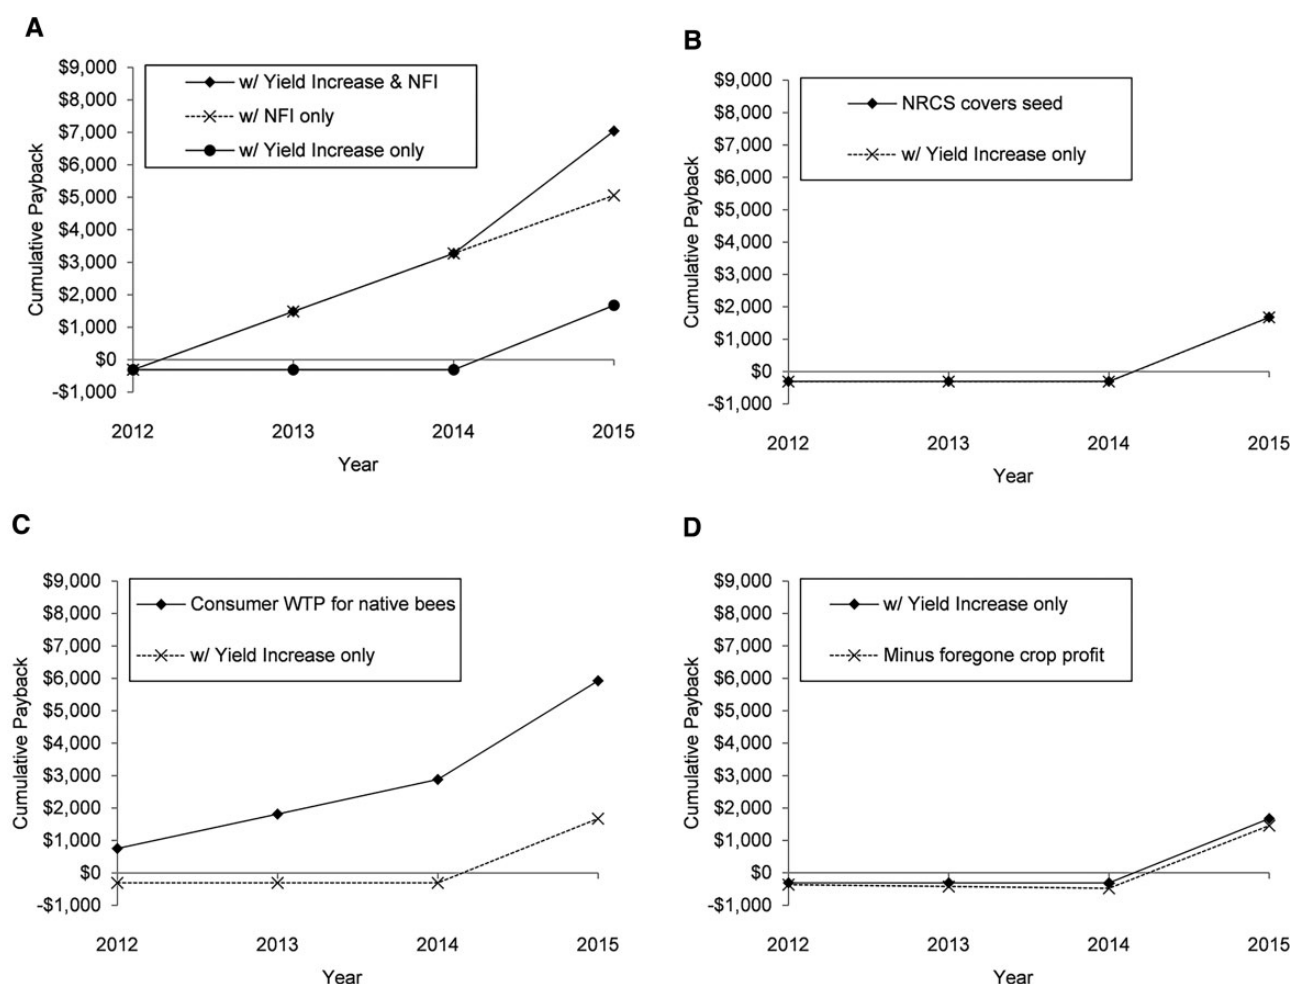 A
$9,000
$8,000
$7,000
$6,000
$5,000
$4,000
$3,000
$2,000
$1,000
$0
-$1,000
Cumulative Payback
w/ Yield Increase & NFI
w/ NFI only
w/ Yield Increase only
2012 2013 2014 2015
Year
B
$9,000
$8,000
$7,000
$6,000
$5,000
$4,000
$3,000
$2,000
$1,000
$0
-$1,000
Cumulative Payback
NRCS covers seed
w/ Yield Increase only
2012 2013 2014 2015
Year
C
$9,000
$8,000
$7,000
$6,000
$5,000
$4,000
$3,000
$2,000
$1,000
$0
-$1,000
Cumulative Payback
Consumer WTP for native bees
w/ Yield Increase only
2012 2013 2014 2015
Year
D
$9,000
$8,000
$7,000
$6,000
$5,000
$4,000
$3,000
$2,000
$1,000
$0
-$1,000
Cumulative Payback
w/ Yield Increase only
Minus foregone crop profit
2012 2013 2014 2015
Year